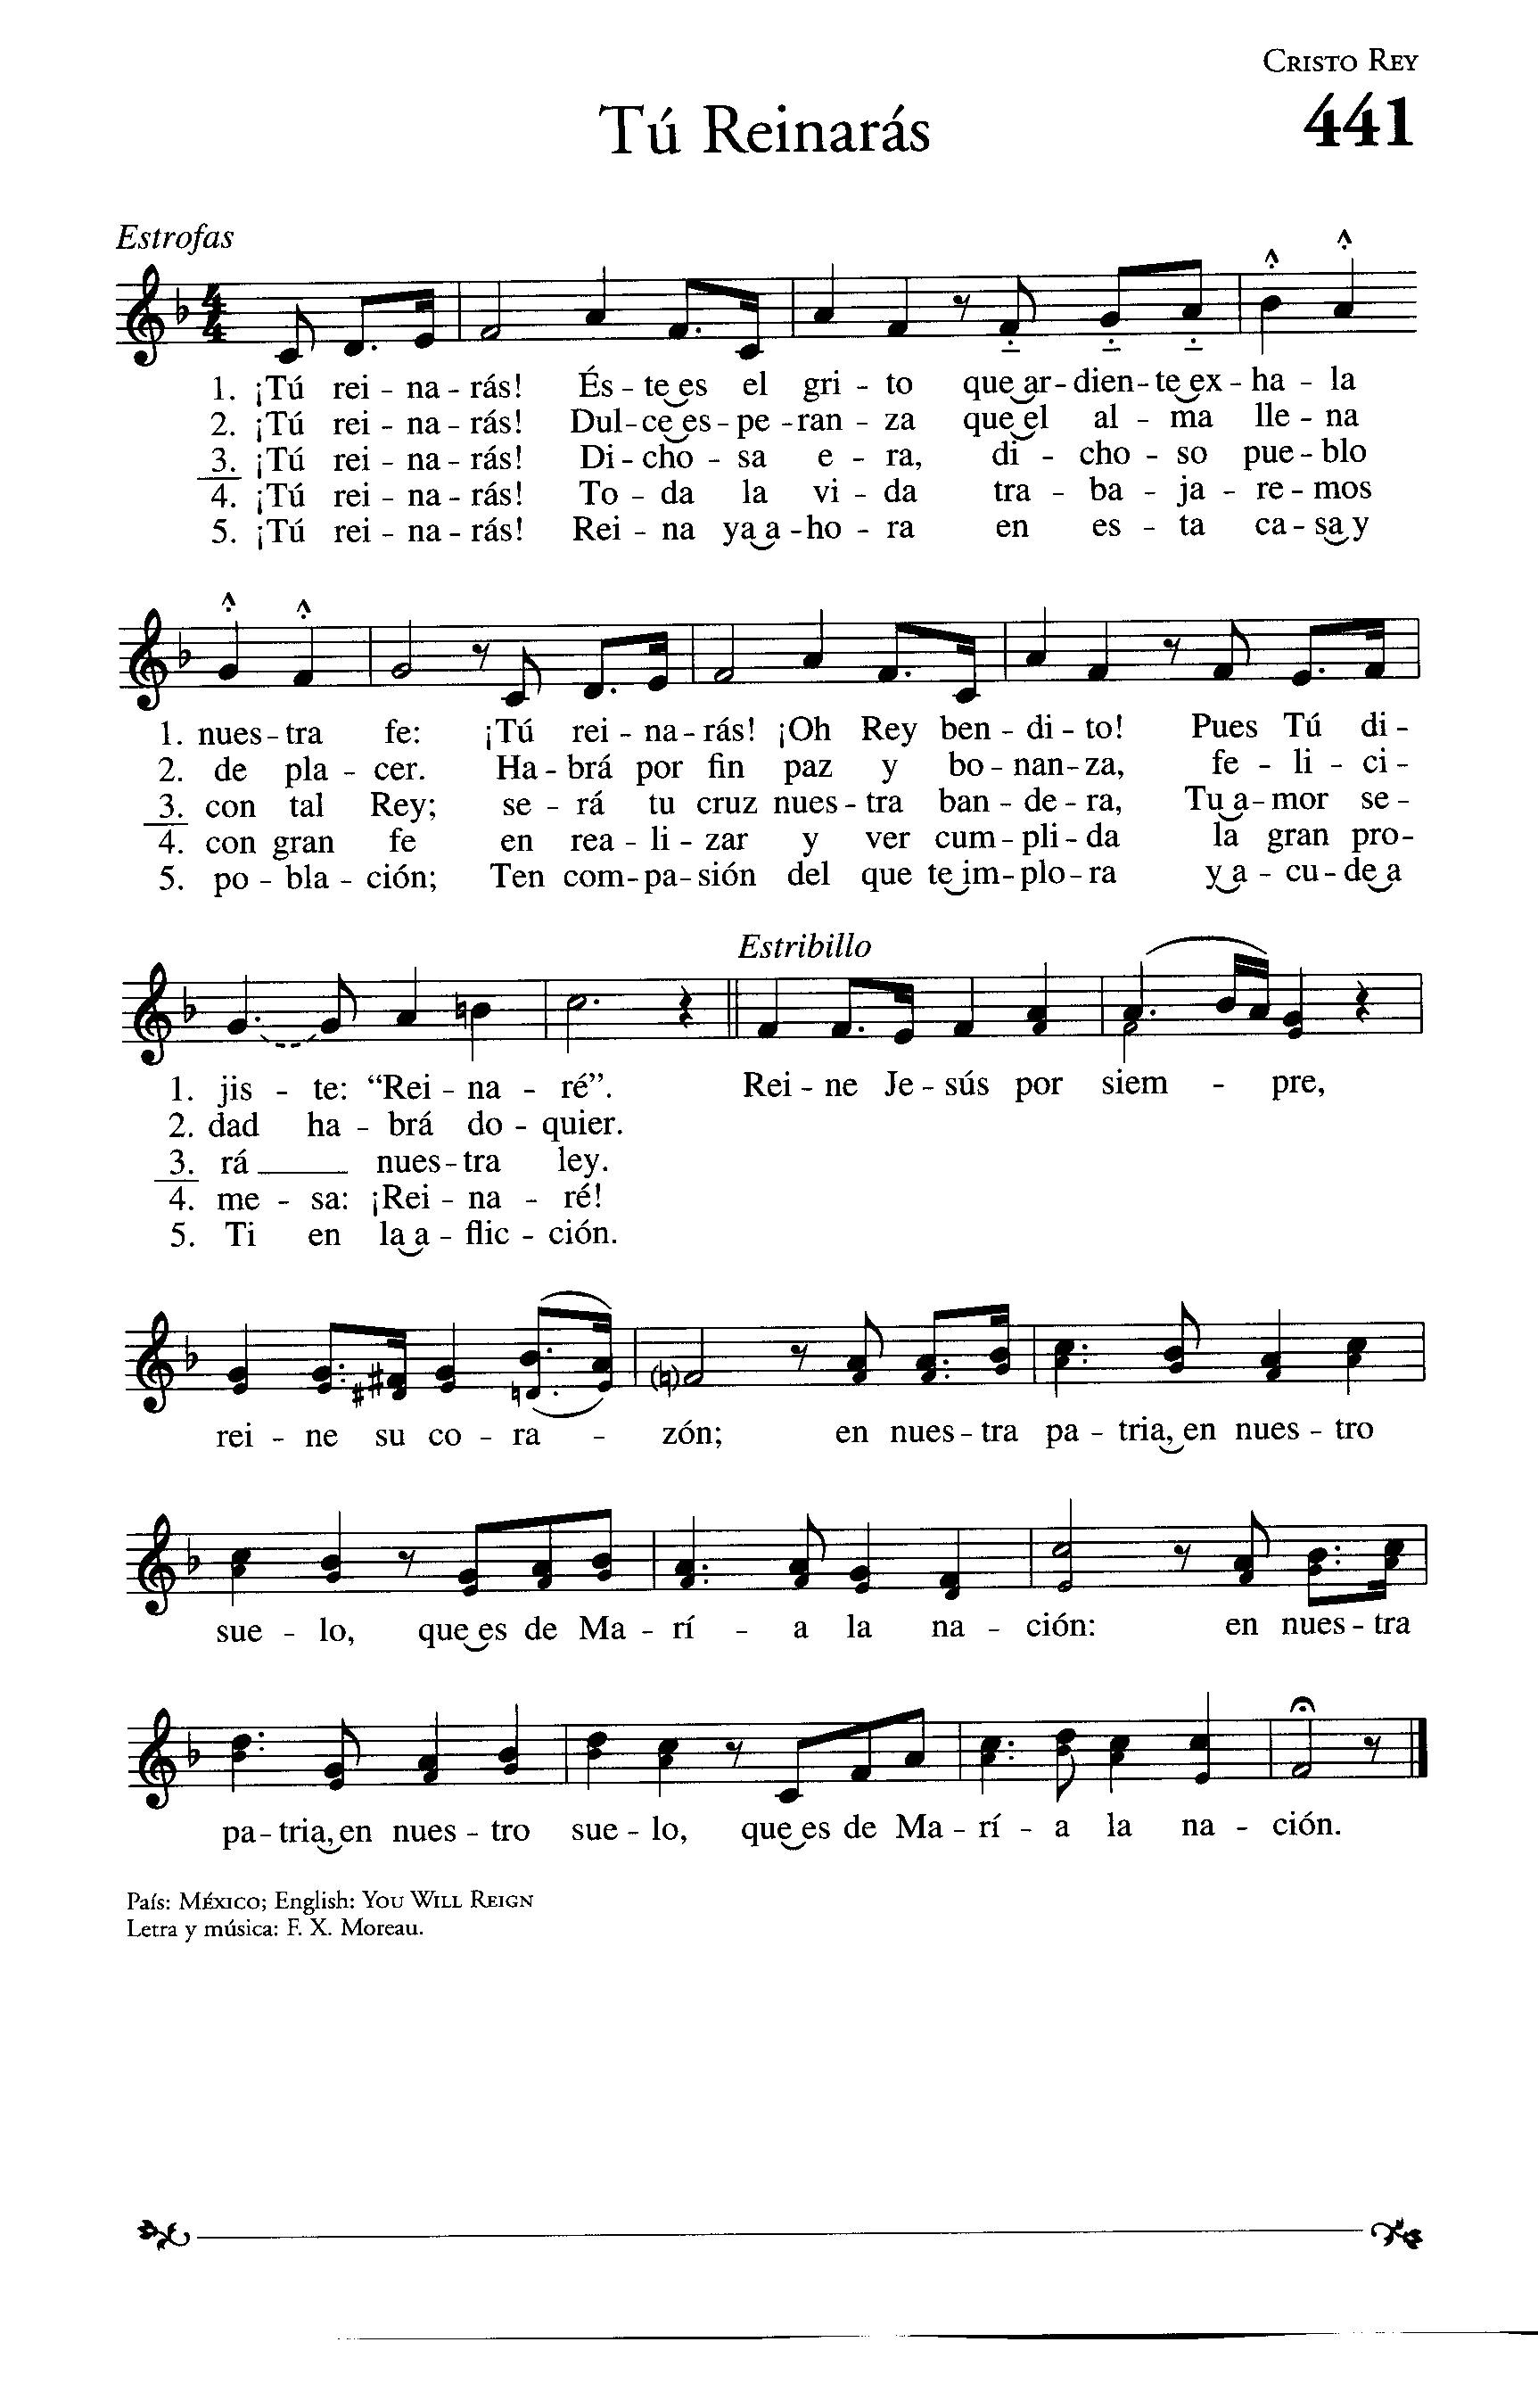 CRISTO REY
Tú Reinarás
441
Estrofas
1. ¡Tú rei - na - rás! És - te es el gri - to que ar - dien - te ex - ha - la
2. ¡Tú rei - na - rás! Dul - ce es - pe - ran - za que el al - ma lle - na
3. ¡Tú rei - na - rás! Di - cho - sa e - ra, di - cho - so pue - blo
4. ¡Tú rei - na - rás! To - da la vi - da tra - ba - ja - re - mos
5. ¡Tú rei - na - rás! Rei - na ya a - ho - ra en es - ta ca - sa y
1. nues - tra fe: ¡Tú rei - na - rás! ¡Oh Rey ben - di - to! Pues Tú di -
2. de pla - cer. Ha - brá por fin paz y bo - nan - za, fe - li - ci -
3. con tal Rey; se - rá tu cruz nues - tra ban - de - ra, Tu a - mor se -
4. con gran fe en rea - li - zar y ver cum - pli - da la gran pro -
5. po - bla - ción; Ten com - pa - sión del que te im - plo - ra y a - cu - de a
Estribillo
1. jis - te: “Rei - na - ré”. Rei - ne Je - sús por siem - pre,
2. dad ha - brá do - quier.
3. rá nues - tra ley.
4. me - sa: ¡Rei - na - ré!
5. Ti en la a - flic - ción.
rei - ne su co - ra - zón; en nues - tra pa - tria, en nues - tro
sue - lo, que es de Ma - rí - a la na - ción: en nues - tra
pa - tria, en nues - tro sue - lo, que es de Ma - rí - a la na - ción.
País: MÉXICO; English: YOU WILL REIGN
Letra y música: F. X. Moreau.